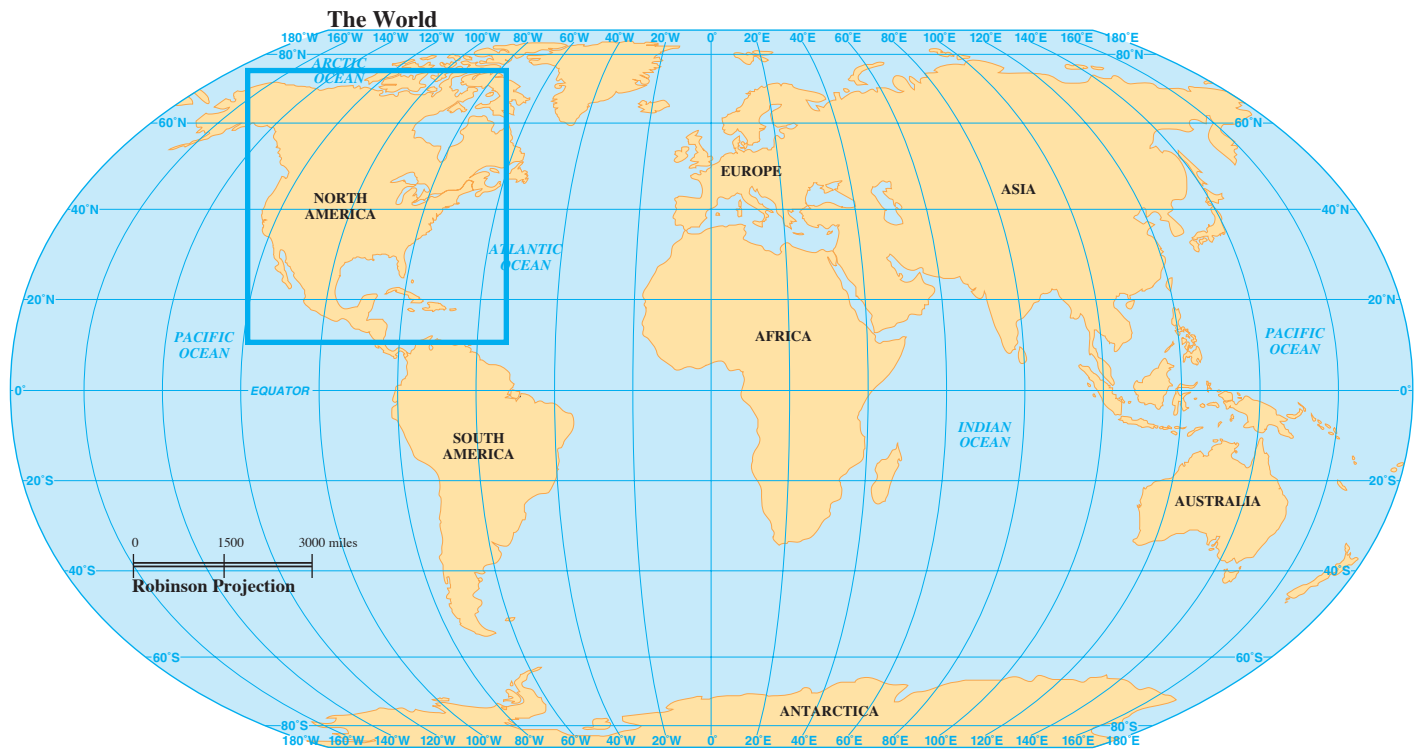 The World
180˚W 160˚W 140˚W 120˚W 100˚W 80˚W 60˚W 40˚W 20˚W 0˚ 20˚E 40˚E 60˚E 80˚E 100˚E 120˚E 140˚E 160˚E 180˚E
80˚N 80˚N
ARCTIC
OCEAN
60˚N 60˚N
EUROPE
ASIA
NORTH
AMERICA
40˚N 40˚N
ATLANTIC
OCEAN
20˚N 20˚N
PACIFIC
OCEAN
AFRICA
PACIFIC
OCEAN
0˚ EQUATOR 0˚
INDIAN
OCEAN
SOUTH
AMERICA
20˚S 20˚S
AUSTRALIA
0 1500 3000 miles
40˚S 40˚S
Robinson Projection
60˚S 60˚S
ANTARCTICA
80˚S 80˚S
180˚W 160˚W 140˚W 120˚W 100˚W 80˚W 60˚W 40˚W 20˚W 0˚ 20˚E 40˚E 60˚E 80˚E 100˚E 120˚E 140˚E 160˚E 180˚E